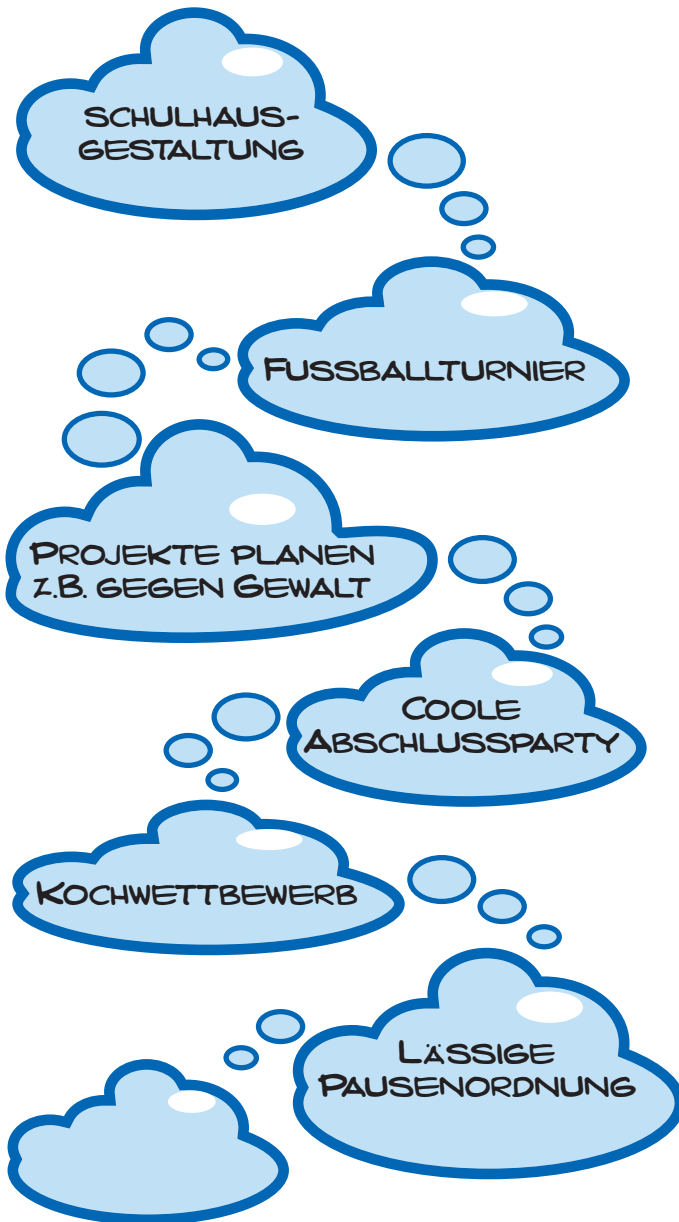 SCHULHAUS-
GESTALTUNG
FUSSBALLTURNIER
PROJEKTE PLANEN
Z.B. GEGEN GEWALT
COOLE
ABSCHLUSSPARTY
KOCHWETTBEWERB
LÄSSIGE
PAUSENORDNUNG